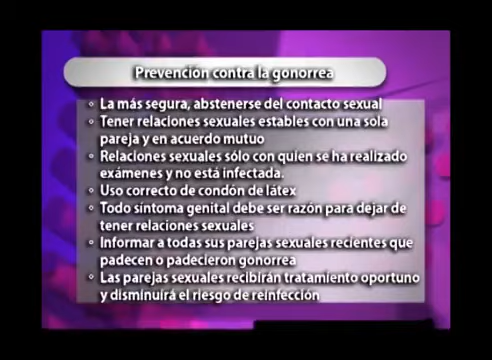 Prevención contra la gonorrea
◦ La más segura, abstenerse del contacto sexual
◦ Tener relaciones sexuales estables con una sola
pareja y en acuerdo mutuo
◦ Relaciones sexuales sólo con quien se ha realizado
exámenes y no está infectada.
◦ Uso correcto de condón de látex
◦ Todo síntoma genital debe ser razón para dejar de
tener relaciones sexuales
◦ Informar a todas sus parejas sexuales recientes que
padecen o padecieron gonorrea
◦ Las parejas sexuales recibirán tratamiento oportuno
y disminuirá el riesgo de reinfección